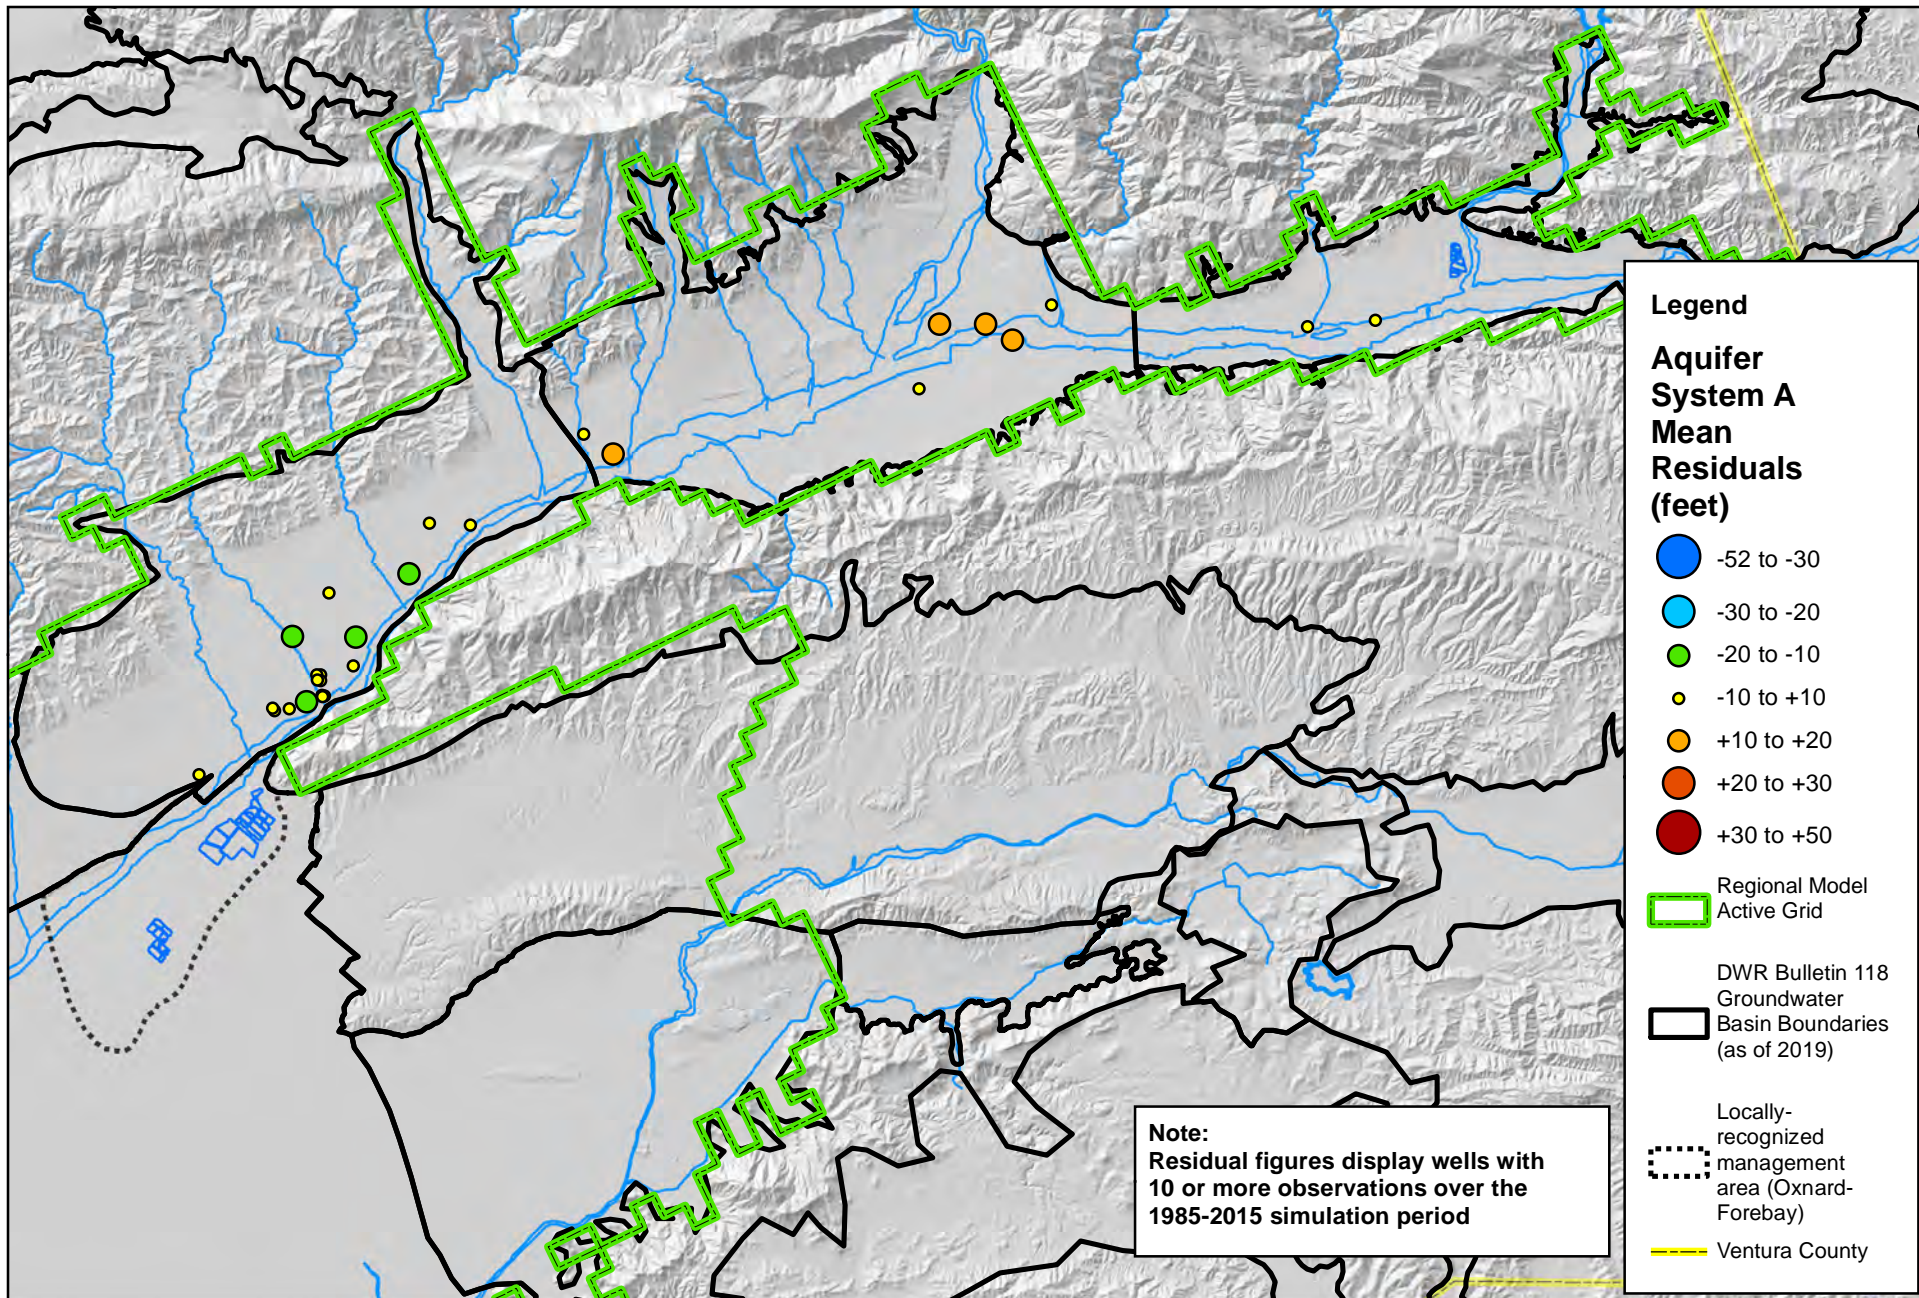 Legend
Aquifer
System A
Mean
Residuals
(feet)
-52 to -30
-30 to -20
-20 to -10
-10 to +10
+10 to +20
+20 to +30
+30 to +50
Regional Model
Active Grid
DWR Bulletin 118
Groundwater
Basin Boundaries
(as of 2019)
Locally-
recognized
management
area (Oxnard-
Forebay)
Ventura County
Note:
Residual figures display wells with
10 or more observations over the
1985-2015 simulation period